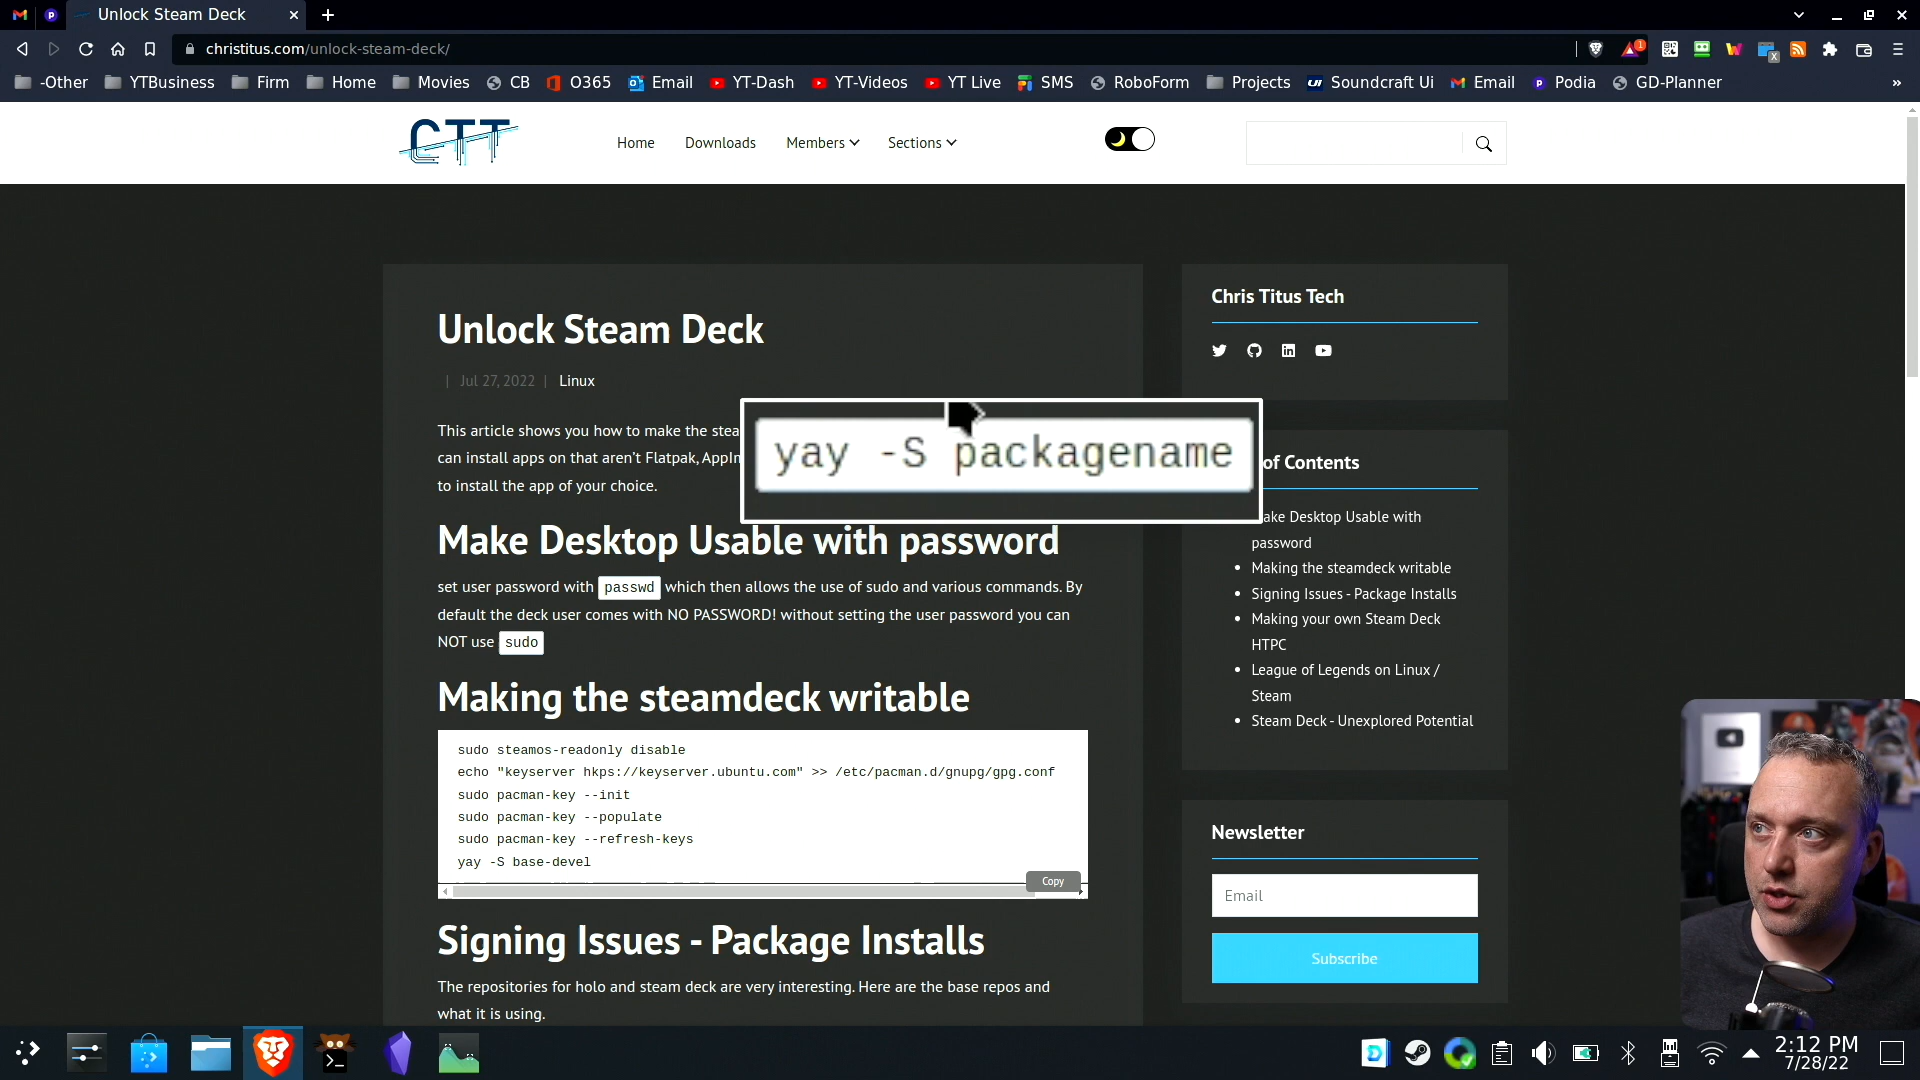 Unlock Steam Deck
christitus.com/unlock-steam-deck/
1
-Other YTBusiness Firm Home Movies CB O365 Email YT-Dash YT-Videos YT Live SMS RoboForm Projects Soundcraft Ui Email Podia GD-Planner »
CTT Home Downloads Members Sections
Unlock Steam Deck
| Jul 27, 2022 | Linux
This article shows you how to make the
can install apps on that aren't Flatpak,
to install the app of your choice.
yay -S packagename
Make Desktop Usable with password
set user password with passwd which then allows the use of sudo and various commands. By
default the deck user comes with NO PASSWORD! without setting the user password you can
NOT use sudo
Making the steamdeck writable
sudo steamos-readonly disable
echo "keyserver hkps://keyserver.ubuntu.com" >> /etc/pacman.d/gnupg/gpg.conf
sudo pacman-key --init
sudo pacman-key --populate
sudo pacman-key --refresh-keys
yay -S base-devel
Copy
Signing Issues - Package Installs
The repositories for holo and steam deck are very interesting. Here are the base repos and
what it is using.
Chris Titus Tech
of Contents
ake Desktop Usable with
password
Making the steamdeck writable
Signing Issues - Package Installs
Making your own Steam Deck
HTPC
League of Legends on Linux /
Steam
Steam Deck - Unexplored Potential
Newsletter
Email
Subscribe
2:12 PM
7/28/22